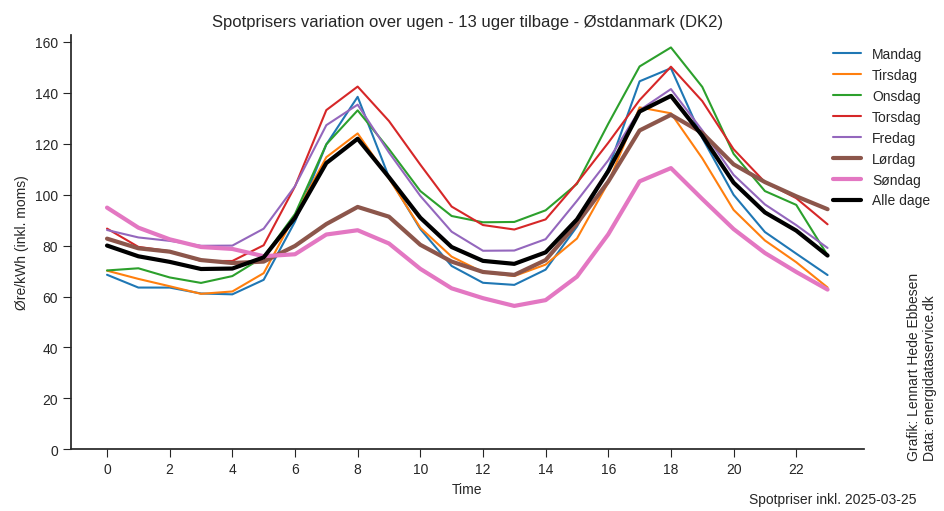 Spotprisers variation over ugen - 13 uger tilbage - Østdanmark (DK2)
Øre/kWh (inkl. moms)
160
140
120
100
80
60
40
20
0
0 2 4 6 8 10 12 14 16 18 20 22
Time
Mandag
Tirsdag
Onsdag
Torsdag
Fredag
Lørdag
Søndag
Alle dage
Grafik: Lennart Hede Ebbesen
Data: energidataservice.dk
Spotpriser inkl. 2025-03-25